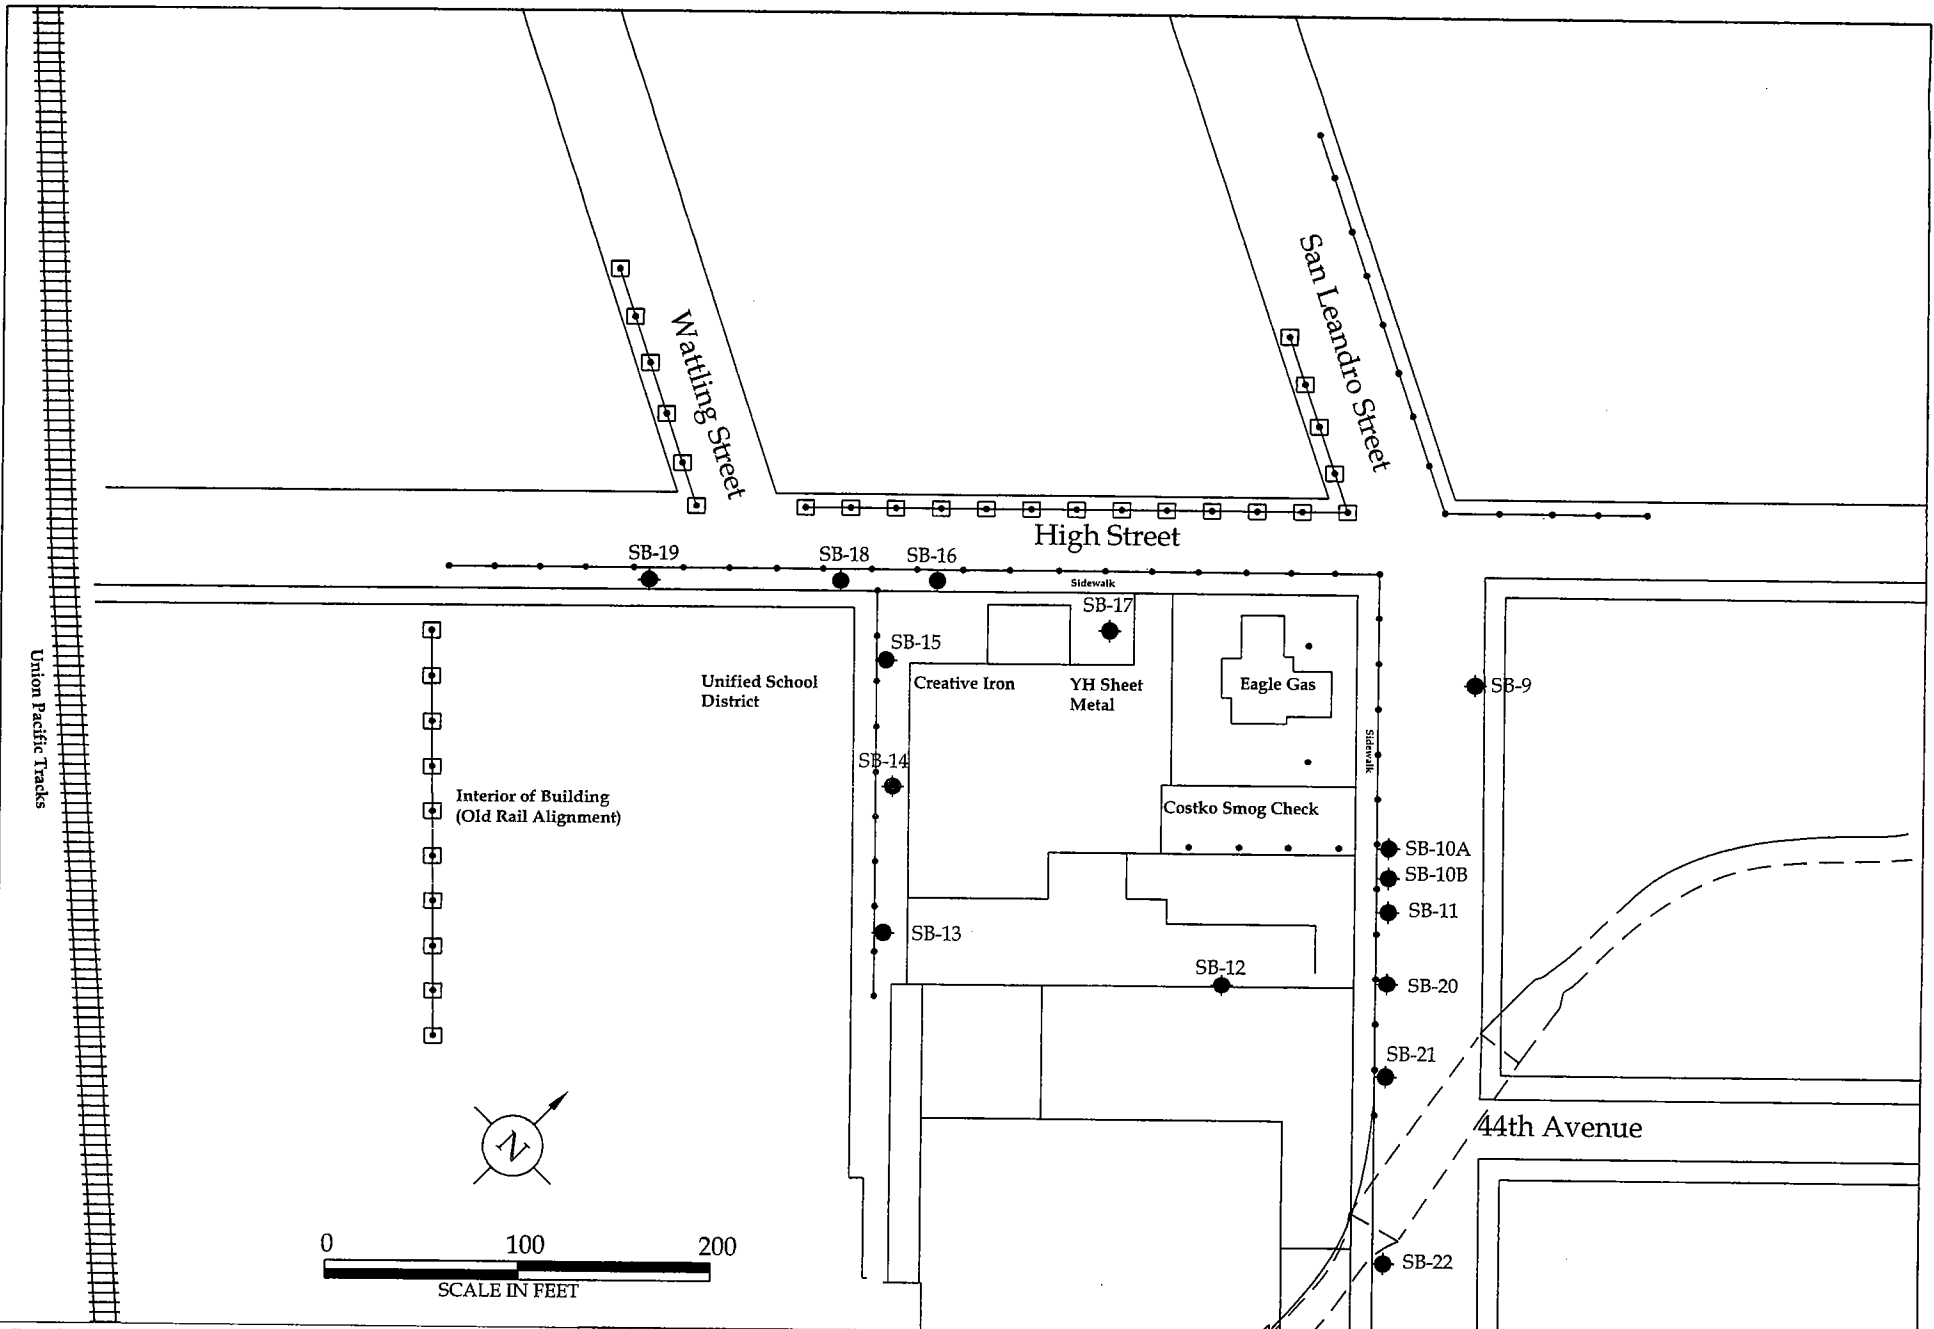 San Leandro Street
Wattling Street
High Street
SB-19
SB-18
SB-16
Sidewalk
SB-17
SB-15
Unified School
District
Creative Iron
YH Sheet
Metal
Eagle Gas
SB-9
Union Pacific Tracks
Sidewalk
SB-14
Interior of Building
(Old Rail Alignment)
Costko Smog Check
SB-10A
SB-10B
SB-11
SB-13
SB-12
SB-20
SB-21
44th Avenue
N
0 100 200
SCALE IN FEET
SB-22